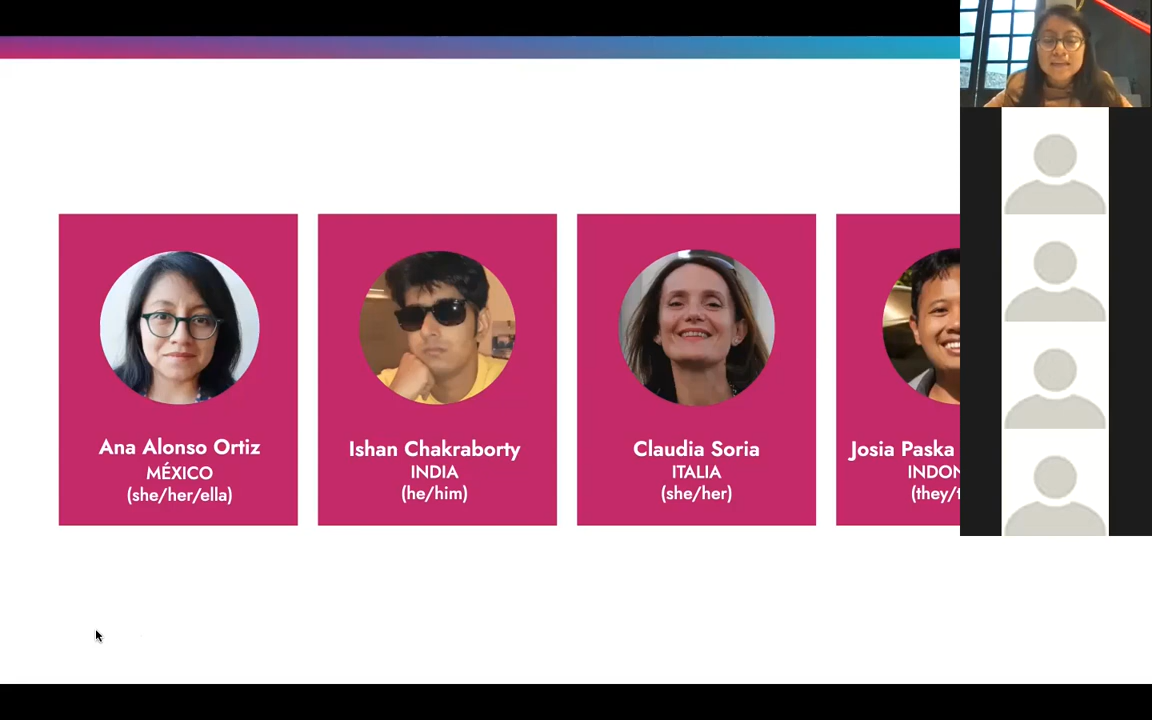 Ana Alonso Ortiz
MÉXICO
(she/her/ella)
Ishan Chakraborty
INDIA
(he/him)
Claudia Soria
ITALIA
(she/her)
Josia Paska